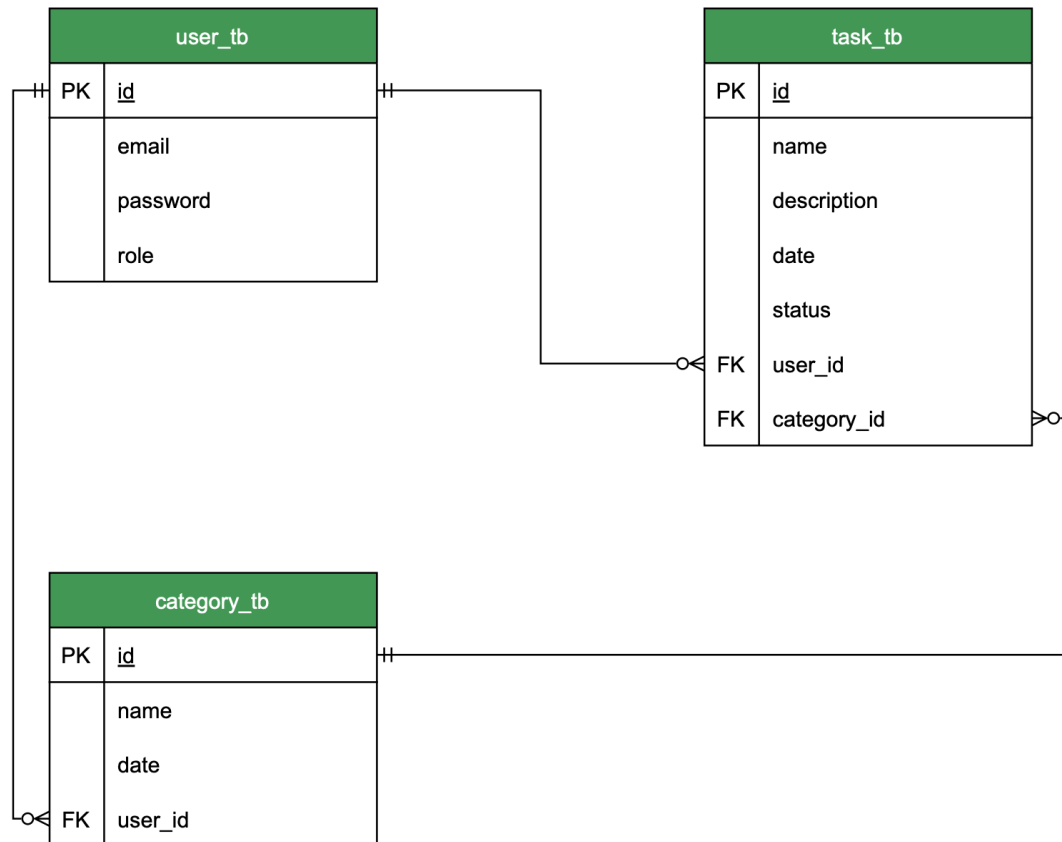 user_tb
PK id
email
password
role
task_tb
PK id
name
description
date
status
FK user_id
FK category_id
category_tb
PK id
name
date
FK user_id